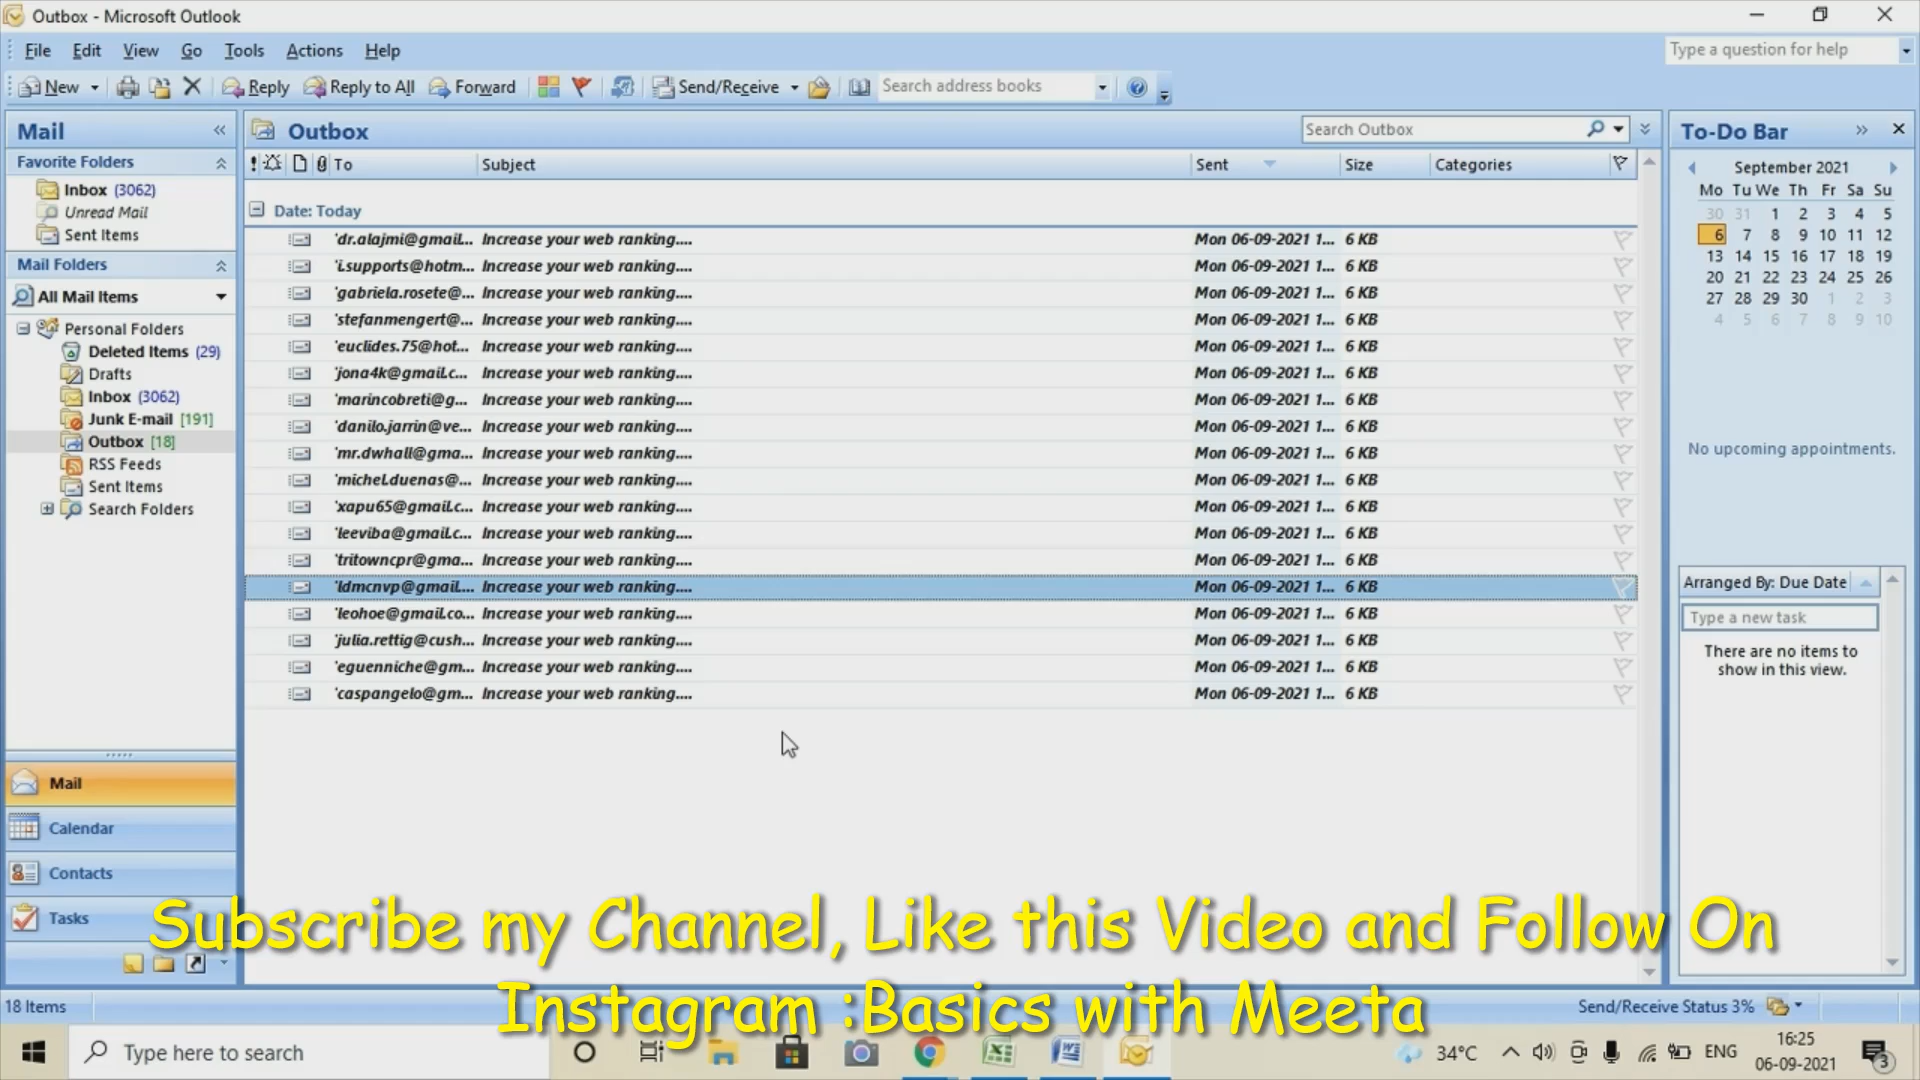 Outbox - Microsoft Outlook
File Edit View Go Tools Actions Help
Type a question for help
New Reply Reply to All Forward Send/Receive Search address books
Mail
Favorite Folders
Inbox (3062)
Unread Mail
Sent Items
Mail Folders
All Mail Items
Personal Folders
Deleted Items (29)
Drafts
Inbox (3062)
Junk E-mail [191]
Outbox [18]
RSS Feeds
Sent Items
Search Folders
Mail
Calendar
Contacts
Tasks
Outbox
Search Outbox
To Subject Sent Size Categories
Date: Today
'dr.alajmi@gmail.... Increase your web ranking.... Mon 06-09-2021 1... 6 KB
'i.supports@hotm... Increase your web ranking.... Mon 06-09-2021 1... 6 KB
'gabriela.rosete@... Increase your web ranking.... Mon 06-09-2021 1... 6 KB
'stefanmengert@... Increase your web ranking.... Mon 06-09-2021 1... 6 KB
'euclides.75@hot... Increase your web ranking.... Mon 06-09-2021 1... 6 KB
'jona4k@gmail.c... Increase your web ranking.... Mon 06-09-2021 1... 6 KB
'marincobreti@g... Increase your web ranking.... Mon 06-09-2021 1... 6 KB
'danilo.jarrin@ve... Increase your web ranking.... Mon 06-09-2021 1... 6 KB
'mr.dwhall@gma... Increase your web ranking.... Mon 06-09-2021 1... 6 KB
'michel.duenas@... Increase your web ranking.... Mon 06-09-2021 1... 6 KB
'xapu65@gmail.c... Increase your web ranking.... Mon 06-09-2021 1... 6 KB
'leeviba@gmail.c... Increase your web ranking.... Mon 06-09-2021 1... 6 KB
'tritowncpr@gma... Increase your web ranking.... Mon 06-09-2021 1... 6 KB
'ldmcnvp@gmail.... Increase your web ranking.... Mon 06-09-2021 1... 6 KB
'leohoe@gmail.co... Increase your web ranking.... Mon 06-09-2021 1... 6 KB
'julia.rettig@cush... Increase your web ranking.... Mon 06-09-2021 1... 6 KB
'eguenniche@gm... Increase your web ranking.... Mon 06-09-2021 1... 6 KB
'caspangelo@gm... Increase your web ranking.... Mon 06-09-2021 1... 6 KB
To-Do Bar
September 2021
Mo Tu We Th Fr Sa Su
30 31 1 2 3 4 5
6 7 8 9 10 11 12
13 14 15 16 17 18 19
20 21 22 23 24 25 26
27 28 29 30 1 2 3
4 5 6 7 8 9 10
No upcoming appointments.
Arranged By: Due Date
Type a new task
There are no items to
show in this view.
Subscribe my Channel, Like this Video and Follow On
Instagram :Basics with Meeta
18 Items
Send/Receive Status 3%
Type here to search
34°C
ENG
16:25
06-09-2021
3